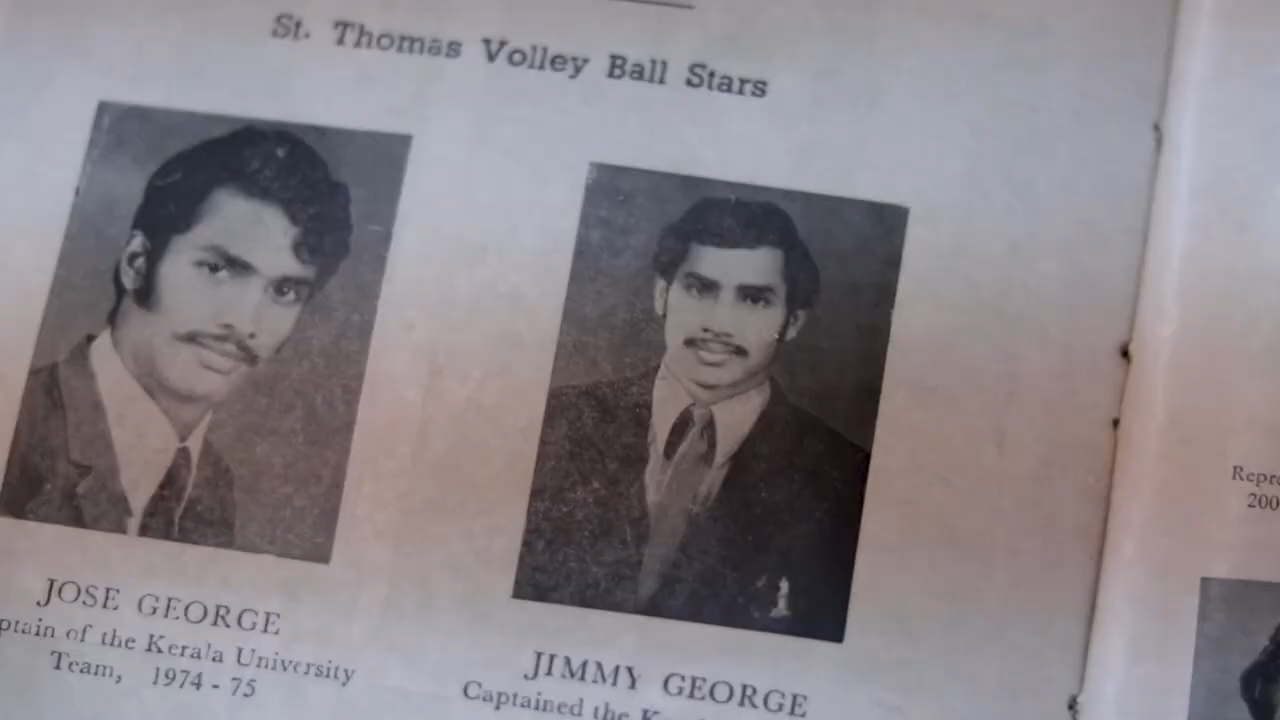 St. Thomas Volley Ball Stars
JOSE GEORGE
ptain of the Kerala University
Team, 1974 - 75
JIMMY GEORGE
Captained the
Repre
200